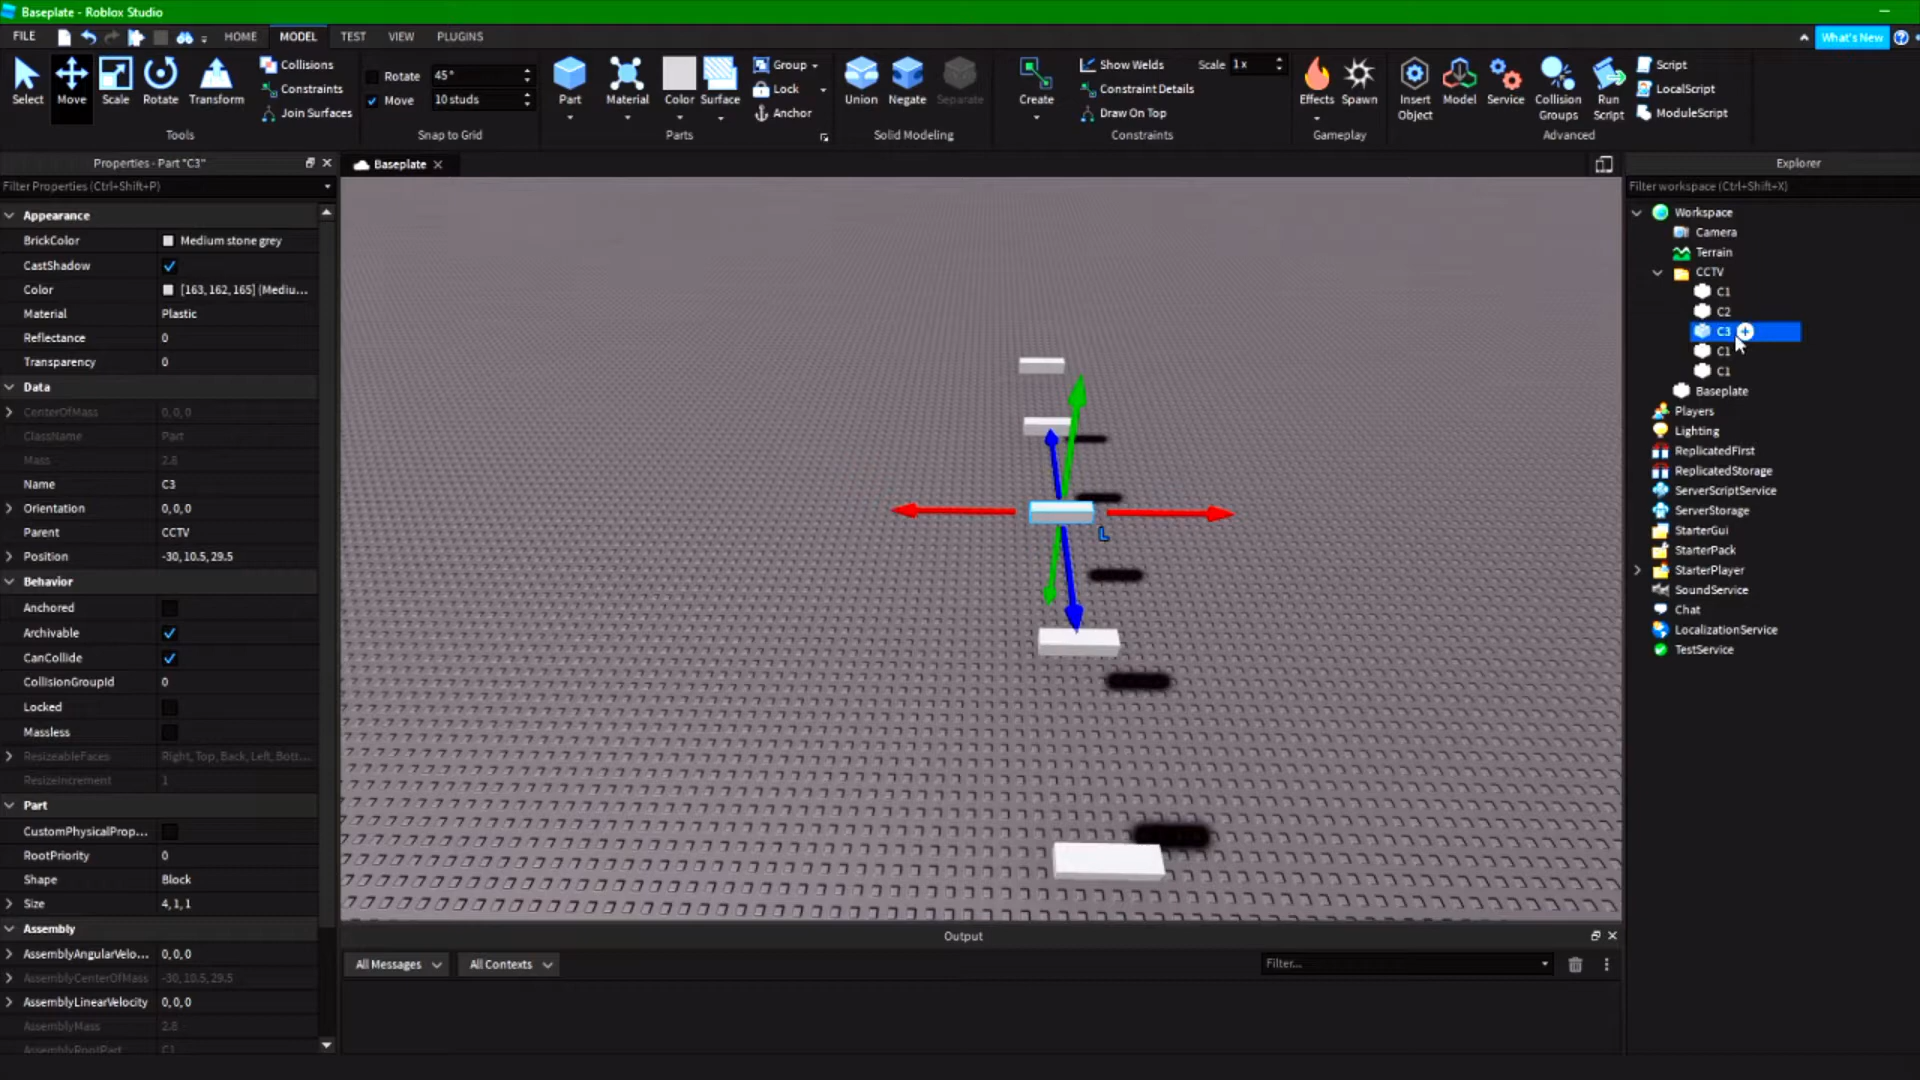 Baseplate - Roblox Studio
FILE HOME MODEL TEST VIEW PLUGINS What's New
Select Move Scale Rotate Transform
Collisions
Constraints
Join Surfaces
Tools
Rotate 45°
Move 10 studs
Snap to Grid
Part Material Color Surface
Group
Lock
Anchor
Parts
Union Negate Separate
Solid Modeling
Create
Show Welds Scale 1x
Constraint Details
Draw On Top
Constraints
Effects Spawn
Gameplay
Insert Object Model Service Collision Groups Run Script
Script
LocalScript
ModuleScript
Advanced
Properties - Part "C3"
Filter Properties (Ctrl+Shift+P)
Appearance
BrickColor Medium stone grey
CastShadow
Color [163, 162, 165] (Mediu...
Material Plastic
Reflectance 0
Transparency 0
Data
CenterOfMass 0, 0, 0
ClassName Part
Mass 2.8
Name C3
Orientation 0, 0, 0
Parent CCTV
Position -30, 10.5, 29.5
Behavior
Anchored
Archivable
CanCollide
CollisionGroupId 0
Locked
Massless
ResizeableFaces Right, Top, Back, Left, Bott...
ResizeIncrement 1
Part
CustomPhysicalProp...
RootPriority 0
Shape Block
Size 4, 1, 1
Assembly
AssemblyAngularVelo... 0, 0, 0
AssemblyCenterOfMass -30, 10.5, 29.5
AssemblyLinearVelocity 0, 0, 0
AssemblyMass 2.8
AssemblyRootPart C1
Baseplate
L
Output
All Messages All Contexts Filter...
Explorer
Filter workspace (Ctrl+Shift+X)
Workspace
Camera
Terrain
CCTV
C1
C2
C3
C1
C1
Baseplate
Players
Lighting
ReplicatedFirst
ReplicatedStorage
ServerScriptService
ServerStorage
StarterGui
StarterPack
StarterPlayer
SoundService
Chat
LocalizationService
TestService